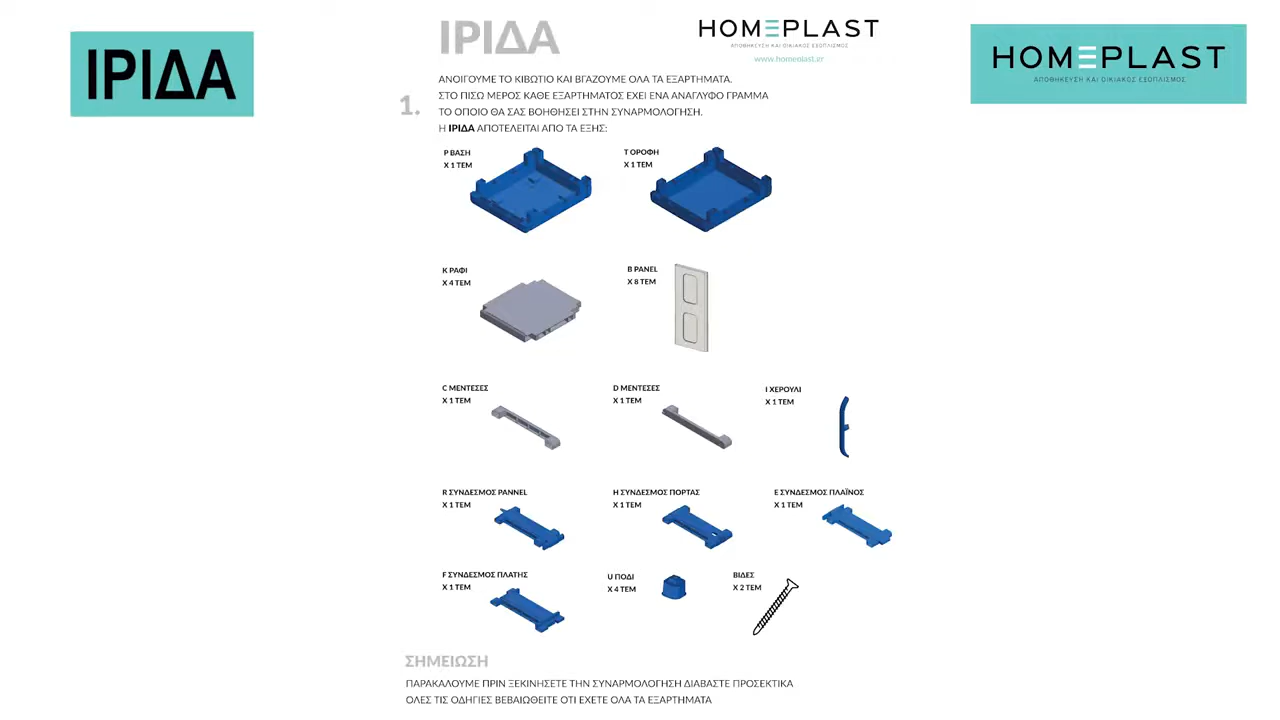 ΙΡΙΔΑ
ΙΡΙΔΑ
HOMEPLAST
ΑΠΟΘΗΚΕΥΣΗ ΚΑΙ ΟΙΚΙΑΚΟΣ ΕΞΟΠΛΙΣΜΟΣ
www.homeplast.gr
HOMEPLAST
ΑΠΟΘΗΚΕΥΣΗ ΚΑΙ ΟΙΚΙΑΚΟΣ ΕΞΟΠΛΙΣΜΟΣ
1.
ΑΝΟΙΓΟΥΜΕ ΤΟ ΚΙΒΩΤΙΟ ΚΑΙ ΒΓΑΖΟΥΜΕ ΟΛΑ ΤΑ ΕΞΑΡΤΗΜΑΤΑ.
ΣΤΟ ΠΙΣΩ ΜΕΡΟΣ ΚΑΘΕ ΕΞΑΡΤΗΜΑΤΟΣ ΕΧΕΙ ΕΝΑ ΑΝΑΓΛΥΦΟ ΓΡΑΜΜΑ
ΤΟ ΟΠΟΙΟ ΘΑ ΣΑΣ ΒΟΗΘΗΣΕΙ ΣΤΗΝ ΣΥΝΑΡΜΟΛΟΓΗΣΗ.
Η ΙΡΙΔΑ ΑΠΟΤΕΛΕΙΤΑΙ ΑΠΟ ΤΑ ΕΞΗΣ:
P ΒΑΣΗ
X 1 ΤΕΜ
T ΟΡΟΦΗ
X 1 ΤΕΜ
K ΡΑΦΙ
X 4 ΤΕΜ
B PANEL
X 8 ΤΕΜ
C ΜΕΝΤΕΣΕΣ
X 1 ΤΕΜ
D ΜΕΝΤΕΣΕΣ
X 1 ΤΕΜ
I ΧΕΡΟΥΛΙ
X 1 ΤΕΜ
R ΣΥΝΔΕΣΜΟΣ PANNEL
X 1 ΤΕΜ
H ΣΥΝΔΕΣΜΟΣ ΠΟΡΤΑΣ
X 1 ΤΕΜ
E ΣΥΝΔΕΣΜΟΣ ΠΛΑΪΝΟΣ
X 1 ΤΕΜ
F ΣΥΝΔΕΣΜΟΣ ΠΛΑΤΗΣ
X 1 ΤΕΜ
U ΠΟΔΙ
X 4 ΤΕΜ
ΒΙΔΕΣ
X 2 ΤΕΜ
ΣΗΜΕΙΩΣΗ
ΠΑΡΑΚΑΛΟΥΜΕ ΠΡΙΝ ΞΕΚΙΝΗΣΕΤΕ ΤΗΝ ΣΥΝΑΡΜΟΛΟΓΗΣΗ ΔΙΑΒΑΣΤΕ ΠΡΟΣΕΚΤΙΚΑ
ΟΛΕΣ ΤΙΣ ΟΔΗΓΙΕΣ ΒΕΒΑΙΩΘΕΙΤΕ ΟΤΙ ΕΧΕΤΕ ΟΛΑ ΤΑ ΕΞΑΡΤΗΜΑΤΑ